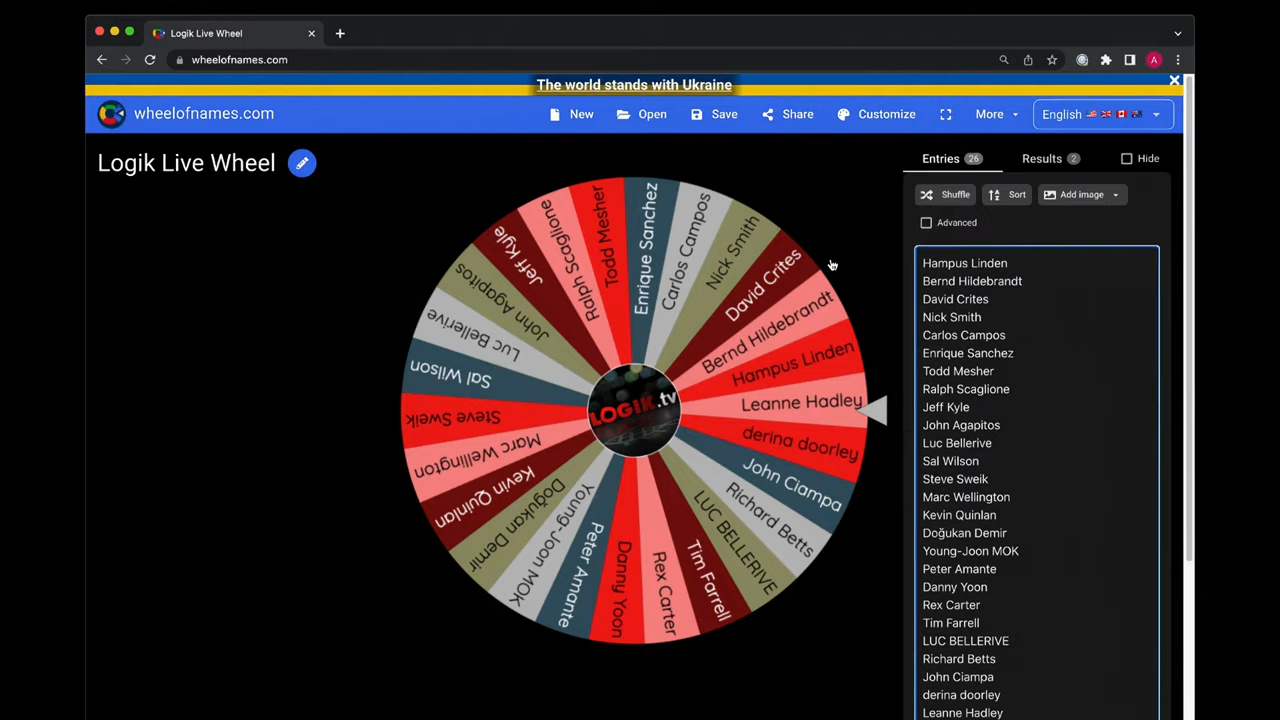 Logik Live Wheel
wheelofnames.com
The world stands with Ukraine
wheelofnames.com
New
Open
Save
Share
Customize
More
English
Logik Live Wheel
Entries 26
Results 2
Hide
Shuffle
Sort
Add image
Advanced
Hampus Linden
Bernd Hildebrandt
David Crites
Nick Smith
Carlos Campos
Enrique Sanchez
Todd Mesher
Ralph Scaglione
Jeff Kyle
John Agapitos
Luc Bellerive
Sal Wilson
Steve Sweik
Marc Wellington
Kevin Quinlan
Doğukan Demir
Young-Joon MOK
Peter Amante
Danny Yoon
Rex Carter
Tim Farrell
LUC BELLERIVE
Richard Betts
John Ciampa
derina doorley
Leanne Hadley
Enrique Sanchez
Carlos Campos
Nick Smith
David Crites
Bernd Hildebrandt
Hampus Linden
Leanne Hadley
derina doorley
John Ciampa
Richard Betts
LUC BELLERIVE
Tim Farrell
Rex Carter
Danny Yoon
Peter Amante
Young-Joon MOK
Doğukan Demir
Kevin Quinlan
Marc Wellington
Steve Sweik
Sal Wilson
Luc Bellerive
John Agapitos
Jeff Kyle
Ralph Scaglione
Todd Mesher
LOGIK.tv
A